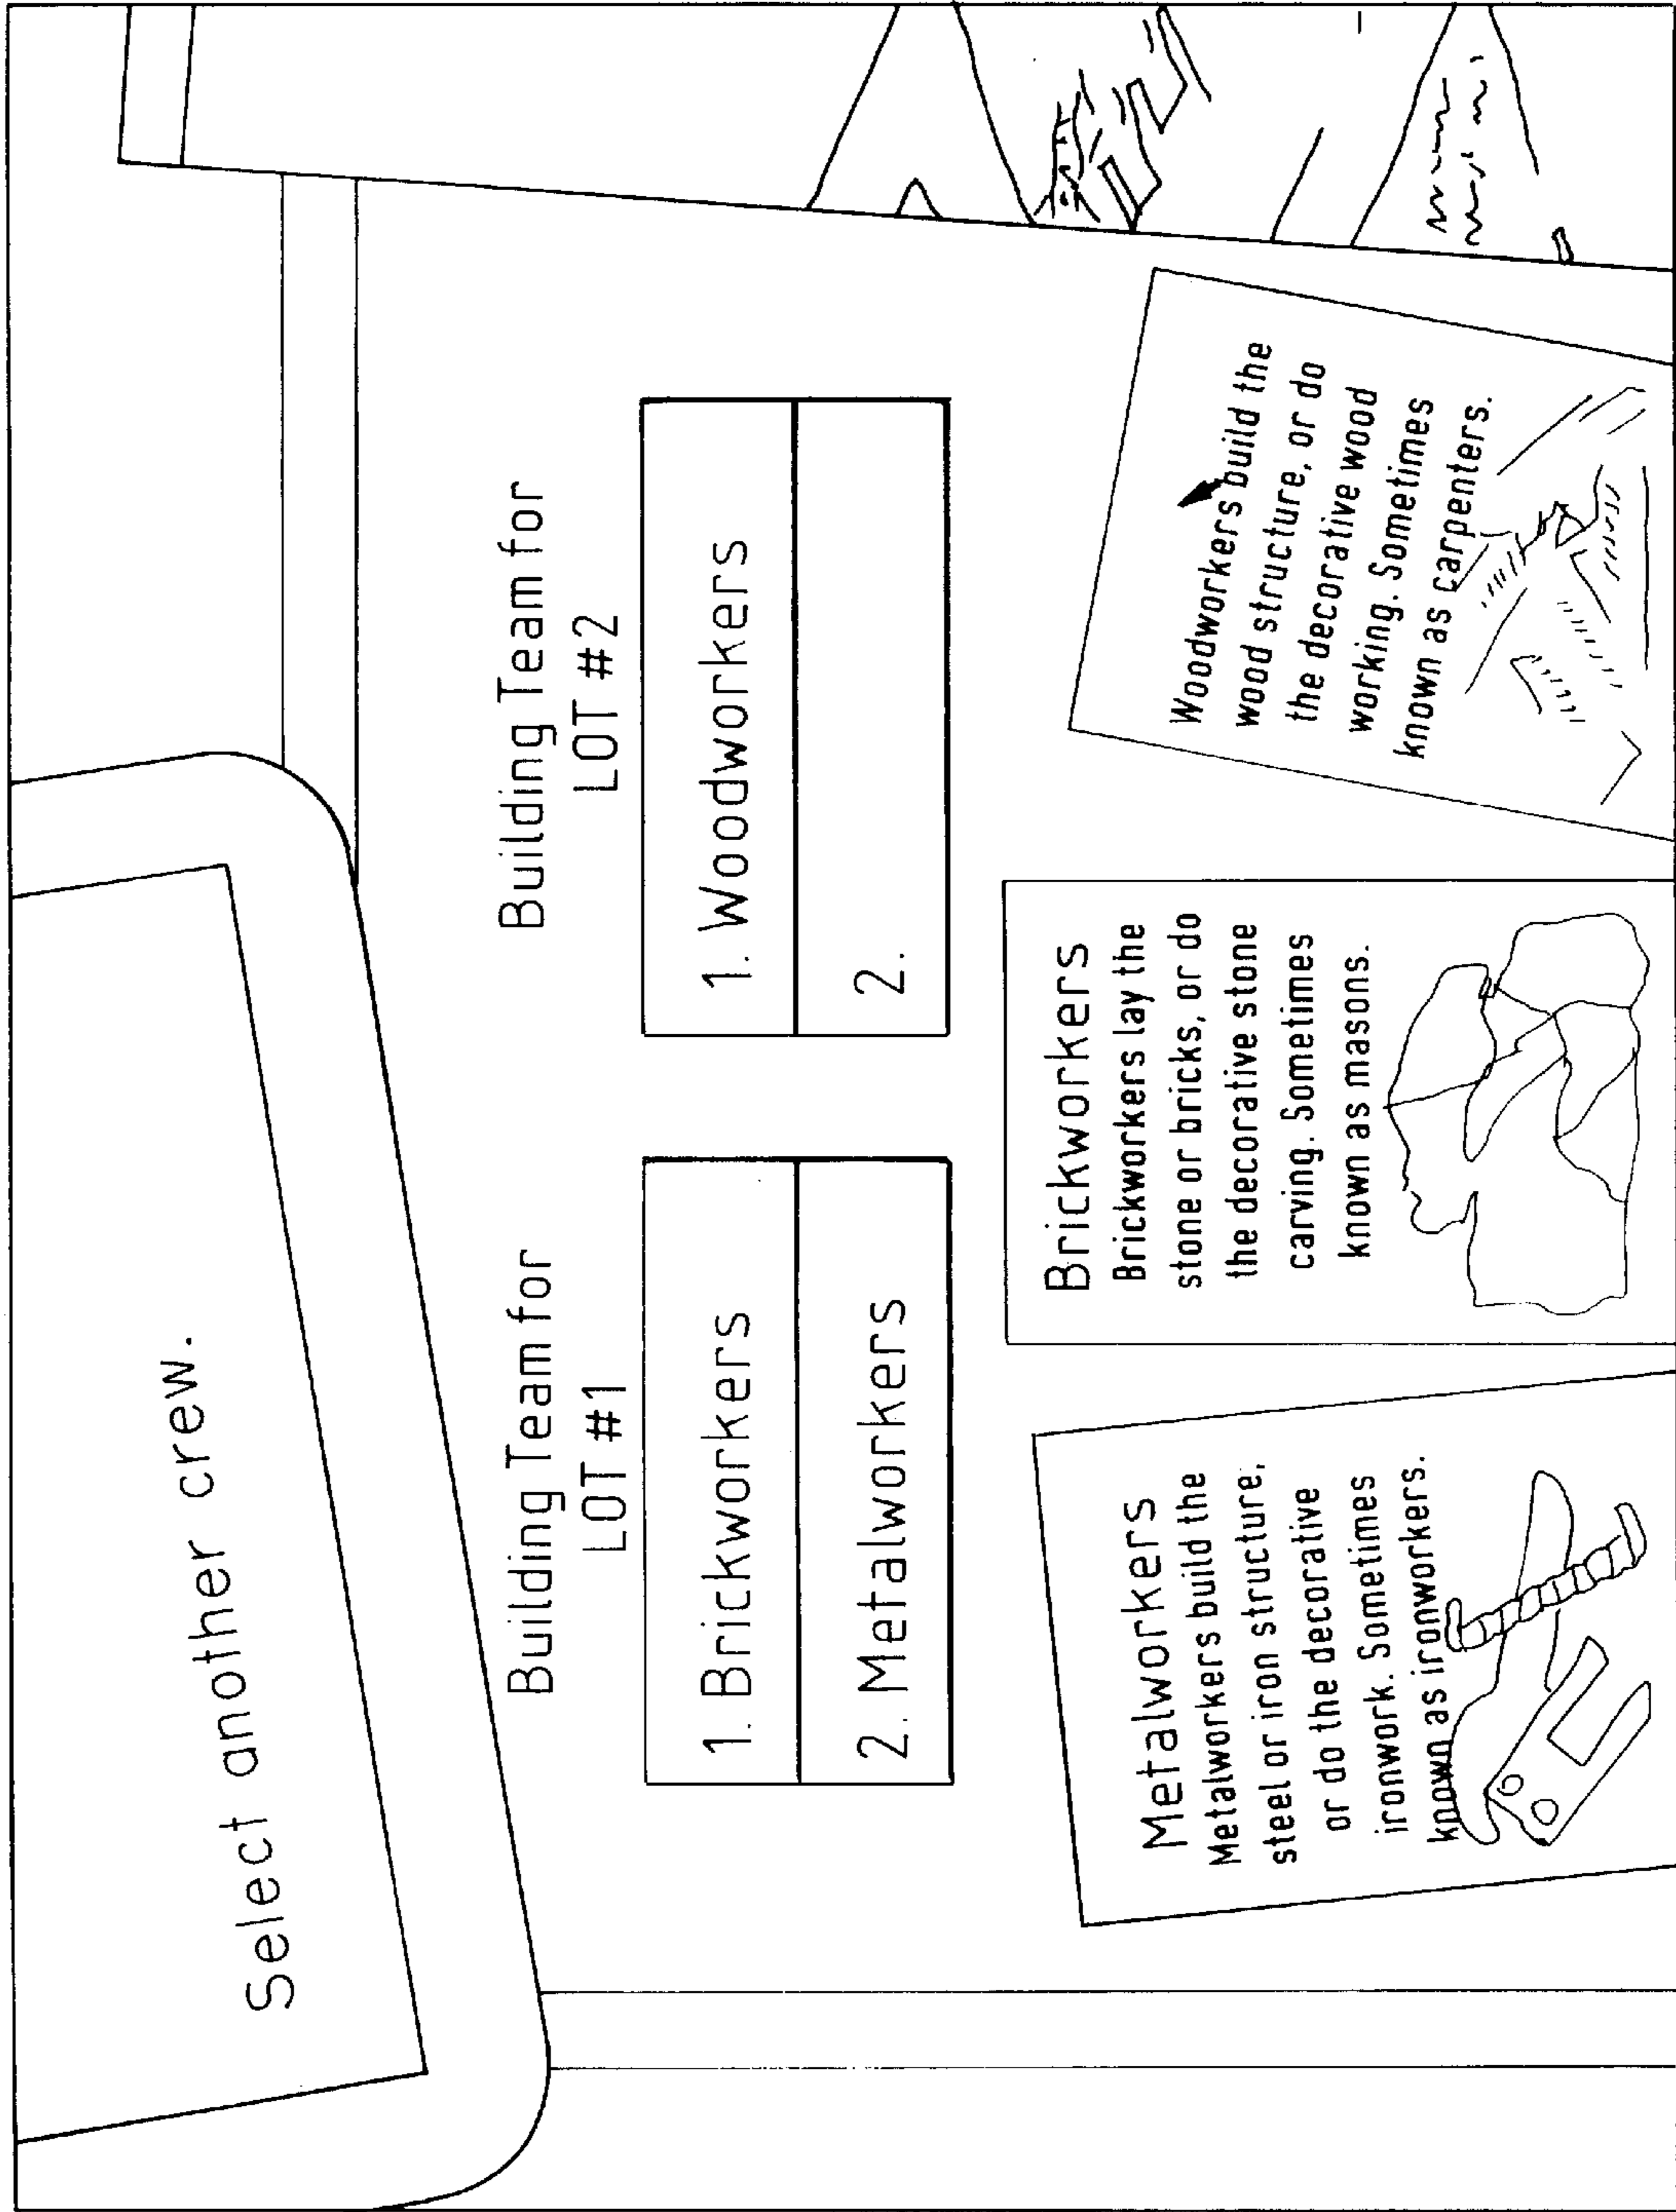 Select another crew.
Building Team for
LOT #1
1. Brickworkers
2. Metalworkers
Building Team for
LOT #2
1. Woodworkers
2.
Metalworkers
Metalworkers build the
steel or iron structure,
or do the decorative
ironwork. Sometimes
known as ironworkers.
Brickworkers
Brickworkers lay the
stone or bricks, or do
the decorative stone
carving. Sometimes
known as masons.
Woodworkers build the
wood structure, or do
the decorative wood
working. Sometimes
known as carpenters.